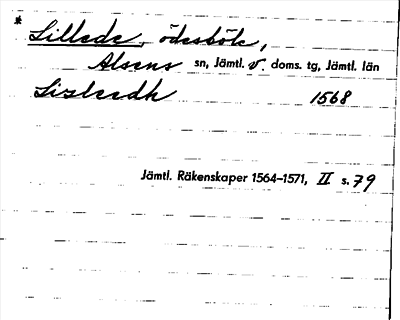 * Lillede, ödesböle,
Alsens sn, Jämtl. v. doms. tg, Jämtl. län
Lisleedh 1568
Jämtl. Räkenskaper 1564–1571, II s. 79